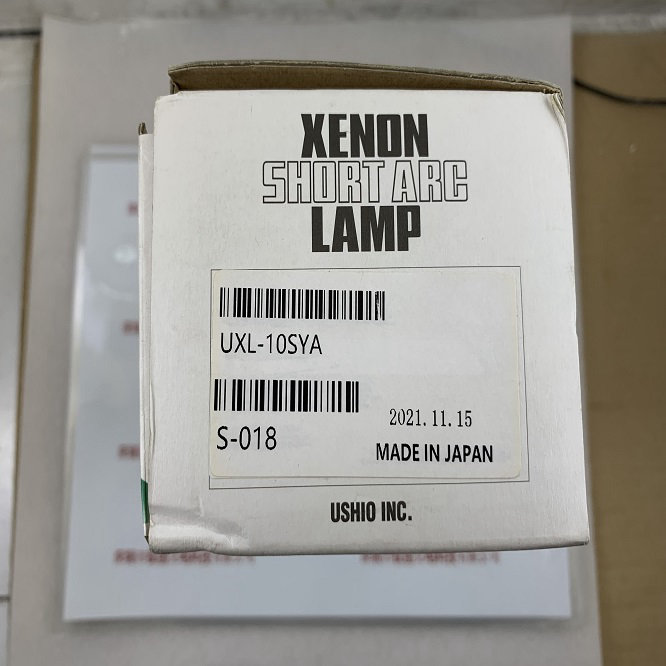 XENON
SHORT ARC
LAMP
UXL-10SYA
S-018
2021.11.15
MADE IN JAPAN
USHIO INC.